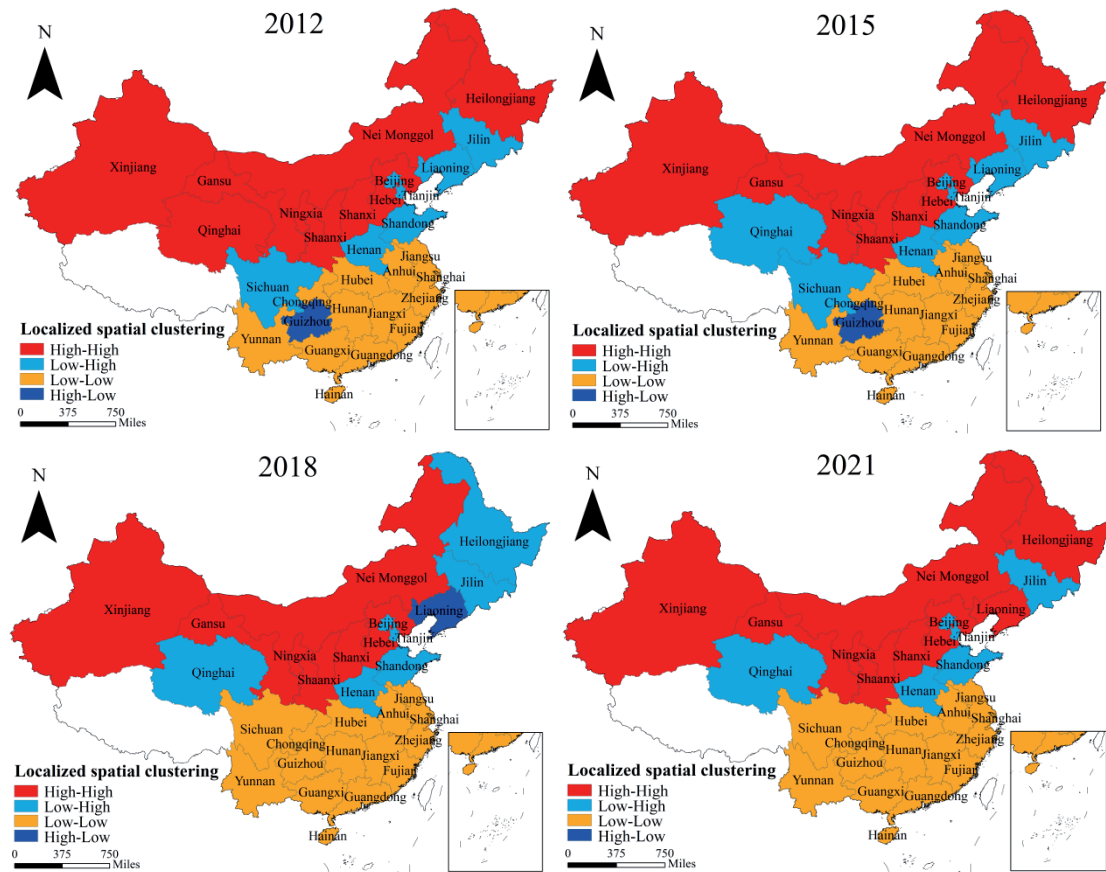 N
2012
Heilongjiang
Nei Monggol
Jilin
Xinjiang
Liaoning
Gansu
Beijing
Tianjin
Hebei
Ningxia
Shanxi
Shandong
Qinghai
Shaanxi
Henan
Jiangsu
Sichuan
Hubei
Anhui
Shanghai
Chongqing
Zhejiang
Hunan
Jiangxi
Guizhou
Fujian
Yunnan
Guangxi
Guangdong
Hainan
Localized spatial clustering
High-High
Low-High
Low-Low
High-Low
0 375 750
Miles
N
2015
Heilongjiang
Nei Monggol
Jilin
Xinjiang
Liaoning
Gansu
Beijing
Tianjin
Hebei
Ningxia
Shanxi
Shandong
Qinghai
Shaanxi
Henan
Jiangsu
Sichuan
Hubei
Anhui
Shanghai
Chongqing
Zhejiang
Hunan
Jiangxi
Guizhou
Fujian
Yunnan
Guangxi
Guangdong
Hainan
Localized spatial clustering
High-High
Low-High
Low-Low
High-Low
0 375 750
Miles
N
2018
Heilongjiang
Nei Monggol
Jilin
Xinjiang
Liaoning
Gansu
Beijing
Tianjin
Hebei
Ningxia
Shanxi
Shandong
Qinghai
Shaanxi
Henan
Jiangsu
Sichuan
Hubei
Anhui
Shanghai
Chongqing
Zhejiang
Hunan
Jiangxi
Guizhou
Fujian
Yunnan
Guangxi
Guangdong
Hainan
Localized spatial clustering
High-High
Low-High
Low-Low
High-Low
0 375 750
Miles
N
2021
Heilongjiang
Nei Monggol
Jilin
Xinjiang
Liaoning
Gansu
Beijing
Tianjin
Hebei
Ningxia
Shanxi
Shandong
Qinghai
Shaanxi
Henan
Jiangsu
Sichuan
Hubei
Anhui
Shanghai
Chongqing
Zhejiang
Hunan
Jiangxi
Guizhou
Fujian
Yunnan
Guangxi
Guangdong
Hainan
Localized spatial clustering
High-High
Low-High
Low-Low
High-Low
0 375 750
Miles